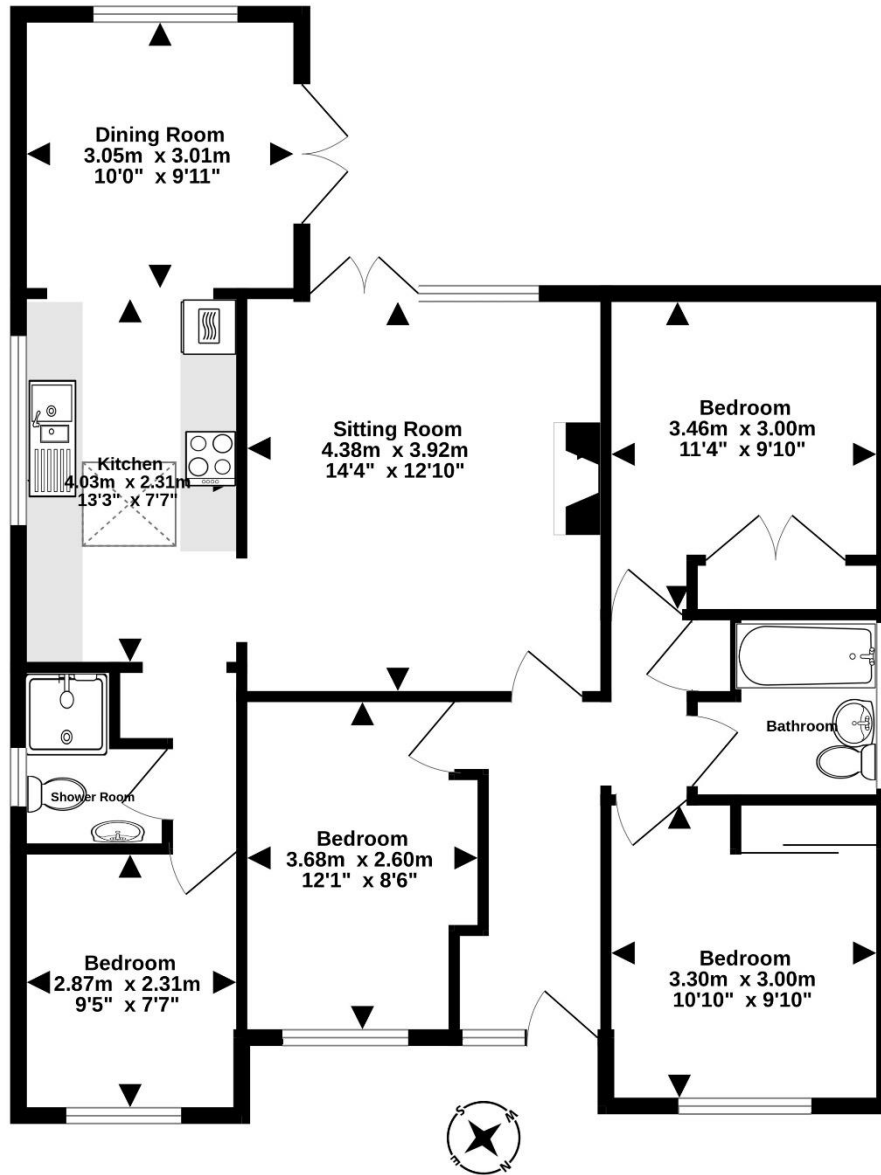 Dining Room
3.05m x 3.01m
10'0" x 9'11"
Sitting Room
4.38m x 3.92m
14'4" x 12'10"
Bedroom
3.46m x 3.00m
11'4" x 9'10"
Kitchen
4.03m x 2.31m
13'3" x 7'7"
Bathroom
Shower Room
Bedroom
3.68m x 2.60m
12'1" x 8'6"
Bedroom
2.87m x 2.31m
9'5" x 7'7"
Bedroom
3.30m x 3.00m
10'10" x 9'10"
S
W
E
N